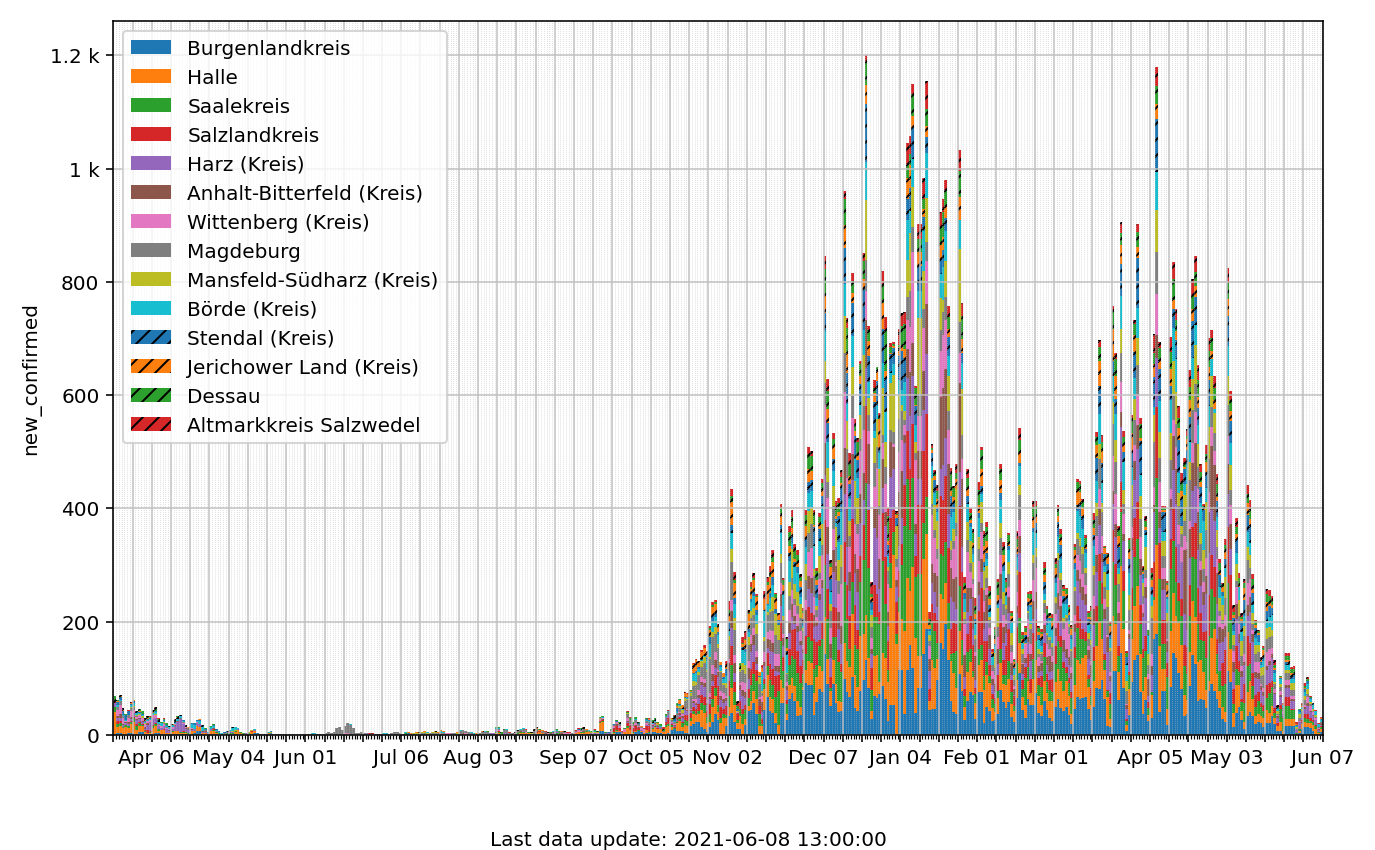 new_confirmed
1.2 k
1 k
800
600
400
200
0
Burgenlandkreis
Halle
Saalekreis
Salzlandkreis
Harz (Kreis)
Anhalt-Bitterfeld (Kreis)
Wittenberg (Kreis)
Magdeburg
Mansfeld-Südharz (Kreis)
Börde (Kreis)
Stendal (Kreis)
Jerichower Land (Kreis)
Dessau
Altmarkkreis Salzwedel
Apr 06 May 04 Jun 01 Jul 06 Aug 03 Sep 07 Oct 05 Nov 02 Dec 07 Jan 04 Feb 01 Mar 01 Apr 05 May 03 Jun 07
Last data update: 2021-06-08 13:00:00